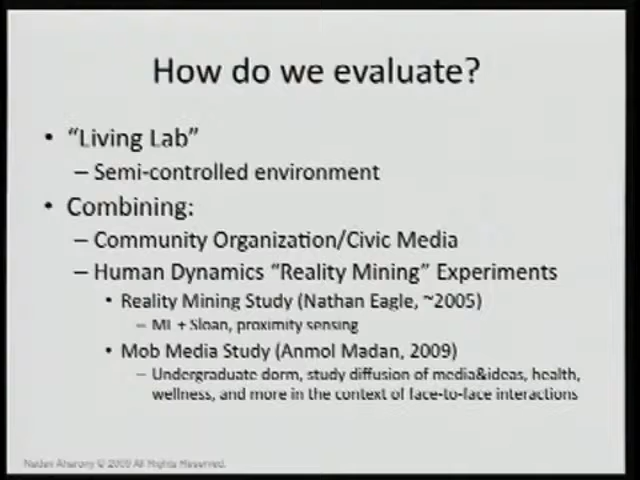 How do we evaluate?
• "Living Lab"
– Semi-controlled environment
• Combining:
– Community Organization/Civic Media
– Human Dynamics "Reality Mining" Experiments
• Reality Mining Study (Nathan Eagle, ~2005)
– ML + Sloan, proximity sensing
• Mob Media Study (Anmol Madan, 2009)
– Undergraduate dorm, study diffusion of media&ideas, health,
wellness, and more in the context of face-to-face interactions
Nadav Aharony © 2009 All Rights Reserved.